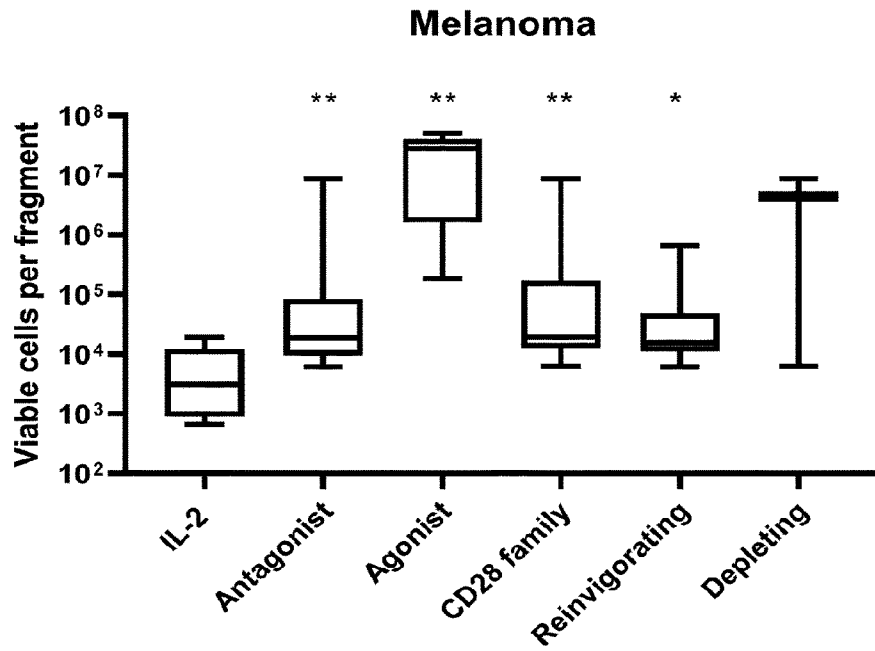 Melanoma
** ** ** *
Viable cells per fragment
10⁸
10⁷
10⁶
10⁵
10⁴
10³
10²
IL-2
Antagonist
Agonist
CD28 family
Reinvigorating
Depleting